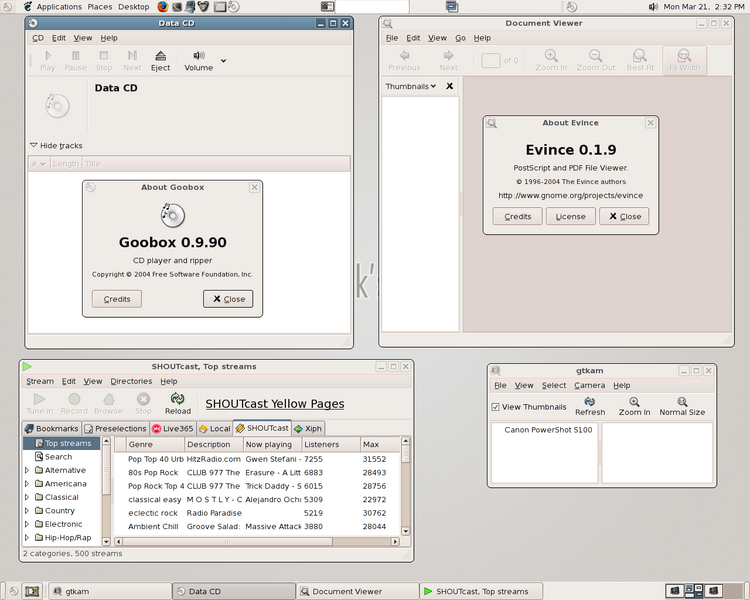 Applications Places Desktop Mon Mar 21, 2:32 PM
Data CD
CD Edit View Help
Play Pause Stop Next Eject Volume
Data CD
Hide tracks
# Length Title
About Goobox
Goobox 0.9.90
CD player and ripper
Copyright © 2004 Free Software Foundation, Inc.
Credits Close
Document Viewer
File Edit View Go Help
Previous Next of 0 Zoom In Zoom Out Best Fit Fit Width
Thumbnails
About Evince
Evince 0.1.9
PostScript and PDF File Viewer.
© 1996-2004 The Evince authors
http://www.gnome.org/projects/evince
Credits License Close
k's
SHOUTcast, Top streams
Stream Edit View Directories Help
Tune in Record Browse Stop Reload SHOUTcast Yellow Pages
Bookmarks Preselections Live365 Local SHOUTcast Xiph
Top streams
Search
Alternative
Americana
Classical
Country
Electronic
Hip-Hop/Rap
Genre Description Now playing Listeners Max
Pop Top 40 Urb HitzRadio.com Gwen Stefani - 7255 31552
80s Pop Rock CLUB 977 The Erasure - A Litt 6883 28493
Pop Rock Top 4 CLUB 977 The Trick Daddy - S 6015 28756
classical easy M O S T L Y - C Alejandro Ocho 5309 22972
eclectic rock Radio Paradise 5219 30762
Ambient Chill Groove Salad: Massive Attack 3880 28044
2 categories, 500 streams
gtkam
File View Select Camera Help
View Thumbnails Refresh Zoom In Normal Size
Canon PowerShot S100
gtkam Data CD Document Viewer SHOUTcast, Top streams